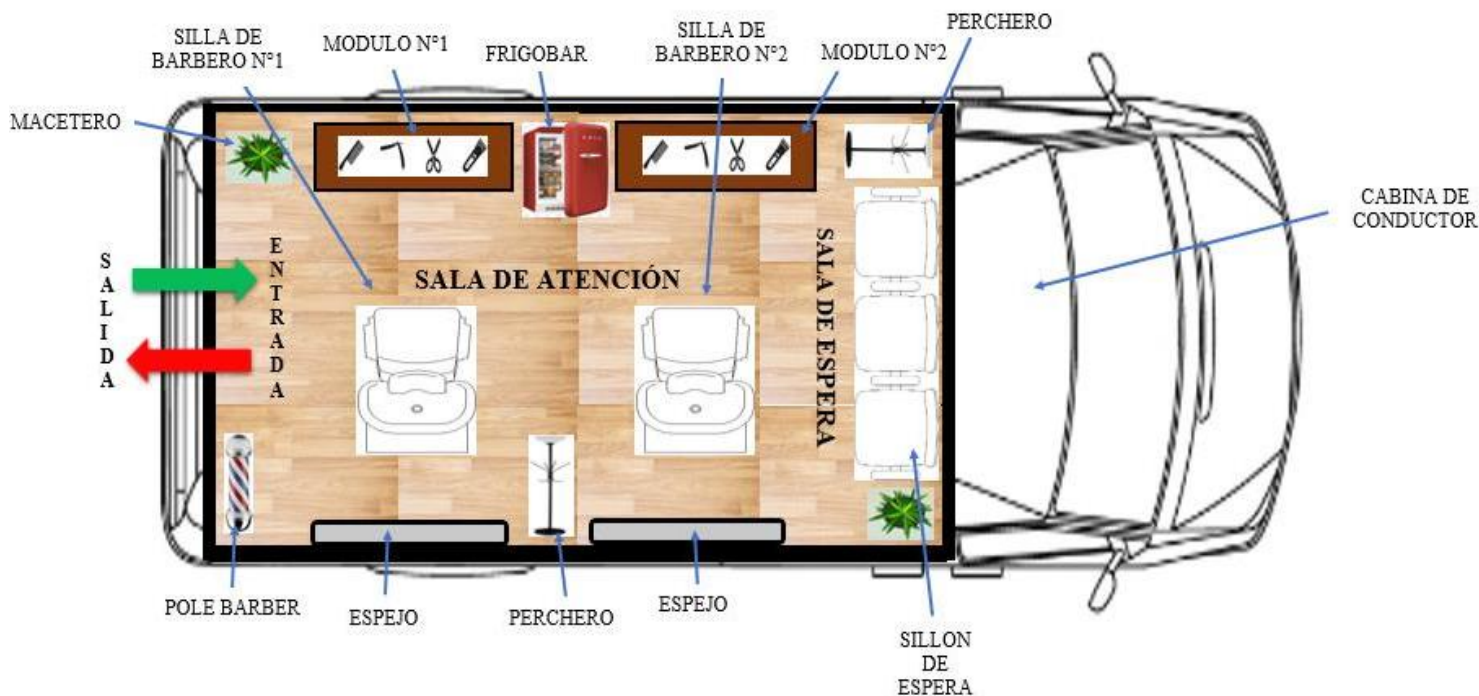 SILLA DE
BARBERO N°1
MODULO N°1
FRIGOBAR
SILLA DE
BARBERO N°2
MODULO N°2
PERCHERO
MACETERO
CABINA DE
CONDUCTOR
SALIDA
ENTRADA
SALA DE ATENCIÓN
SALA DE ESPERA
POLE BARBER
ESPEJO
PERCHERO
ESPEJO
SILLON
DE
ESPERA